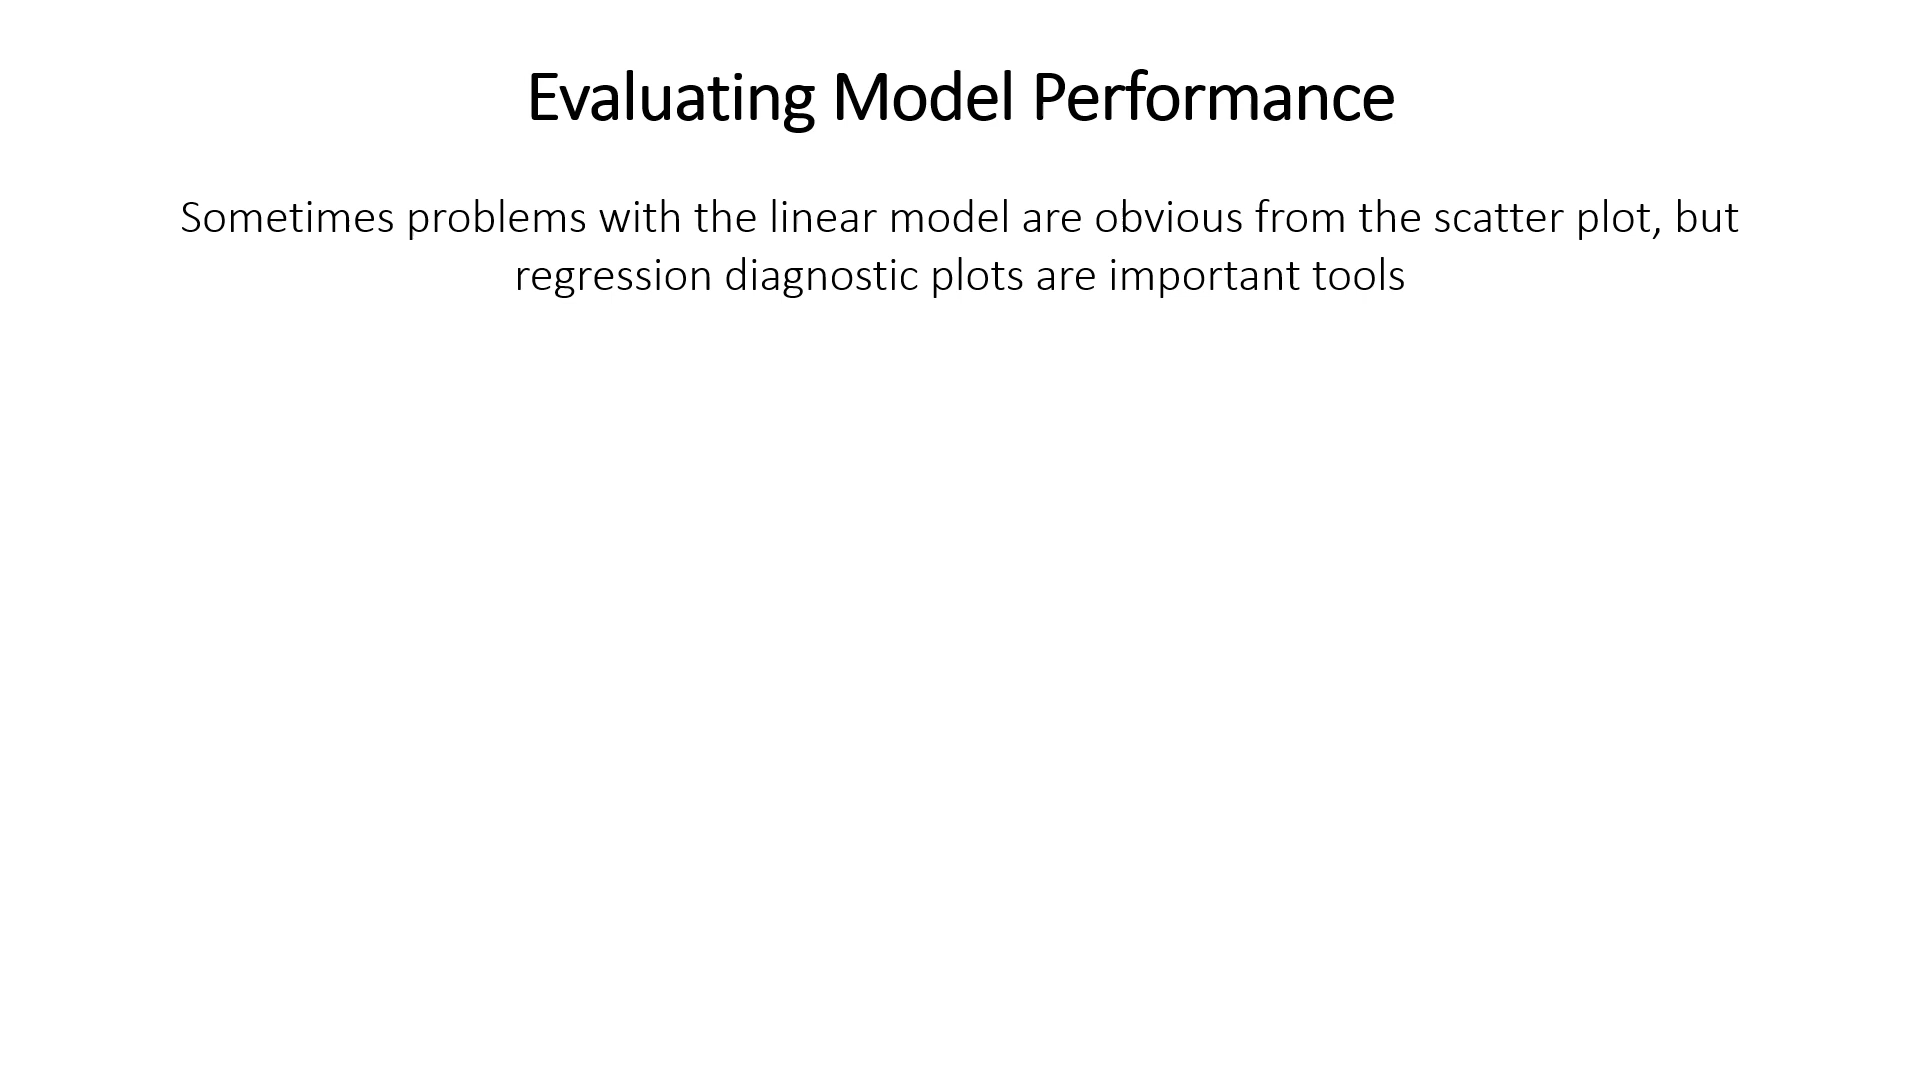 Evaluating Model Performance
Sometimes problems with the linear model are obvious from the scatter plot, but
regression diagnostic plots are important tools